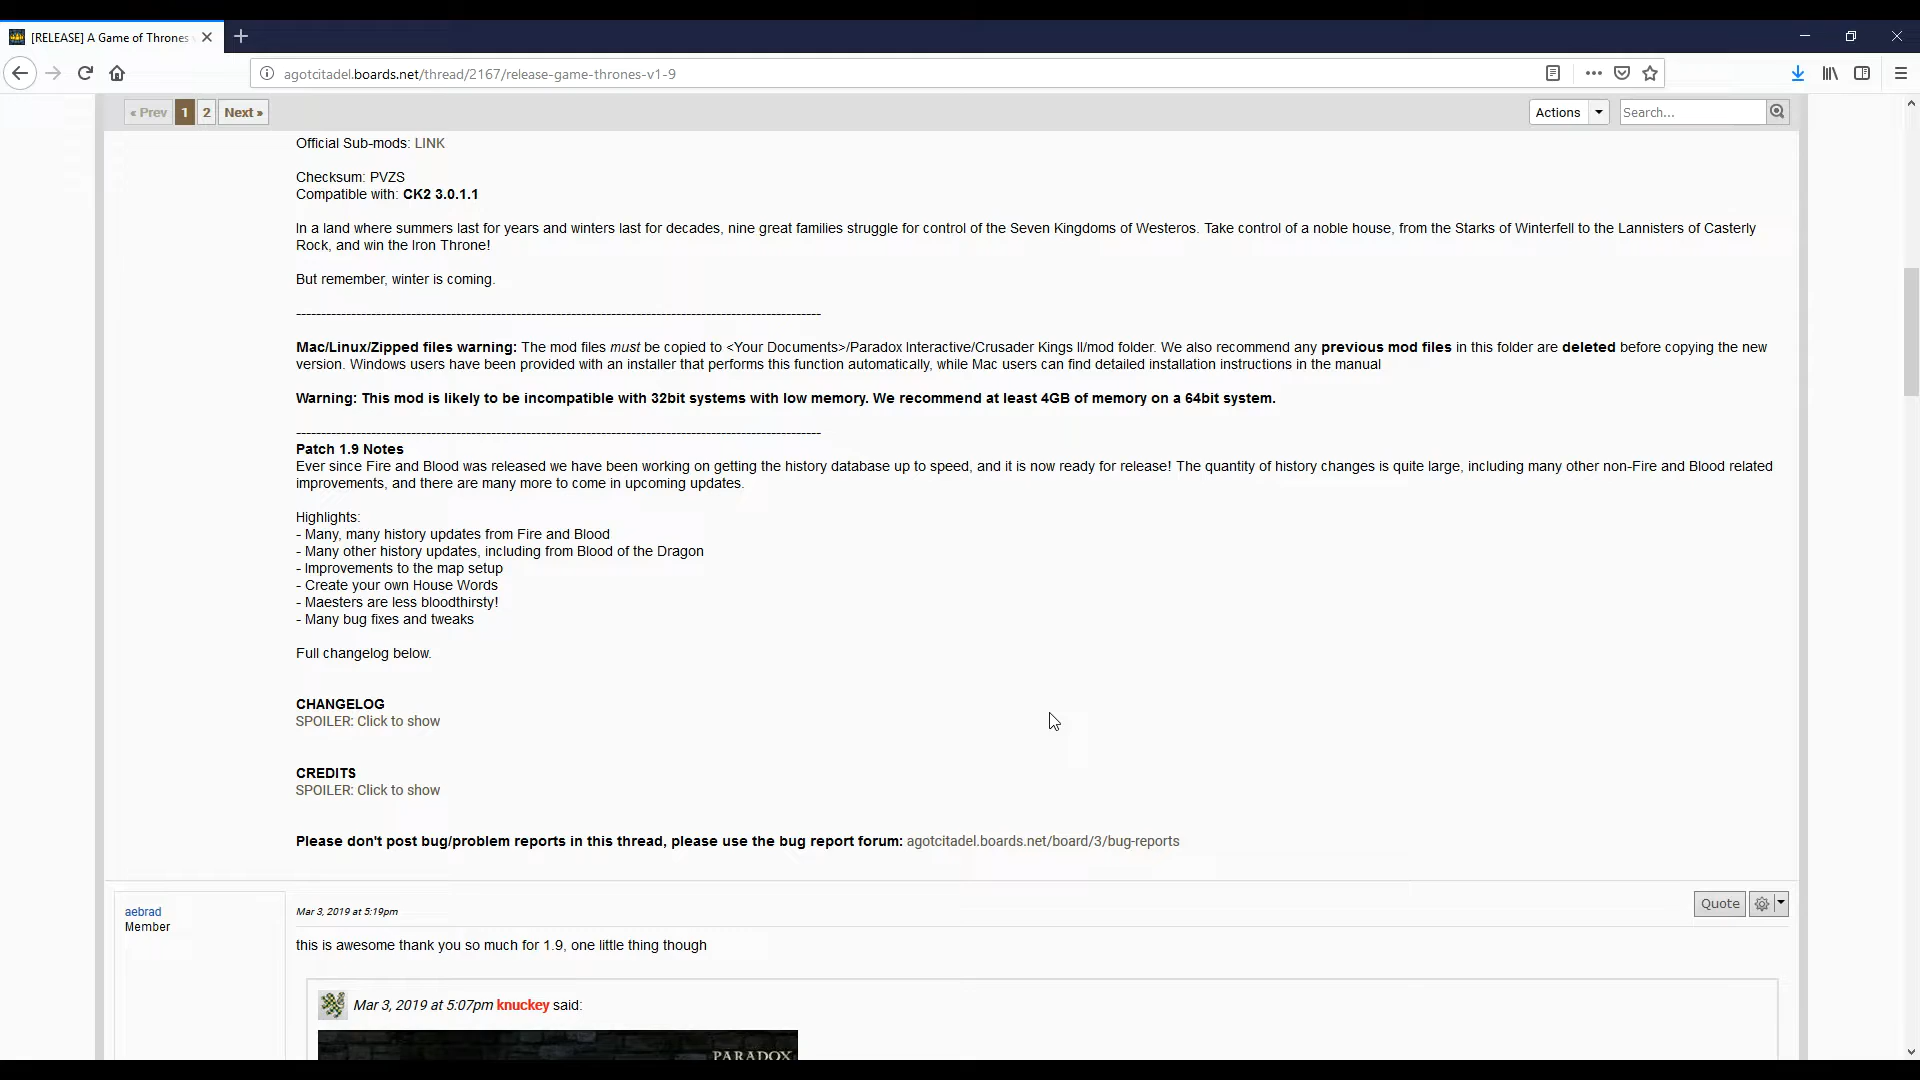 [RELEASE] A Game of Thrones
agotcitadel.boards.net/thread/2167/release-game-thrones-v1-9
« Prev 1 2 Next » Actions Search...
Official Sub-mods: LINK
Checksum: PVZS
Compatible with: CK2 3.0.1.1
In a land where summers last for years and winters last for decades, nine great families struggle for control of the Seven Kingdoms of Westeros. Take control of a noble house, from the Starks of Winterfell to the Lannisters of Casterly
Rock, and win the Iron Throne!
But remember, winter is coming.
---------------------------------------------------------------------------------------------------------
Mac/Linux/Zipped files warning: The mod files must be copied to <Your Documents>/Paradox Interactive/Crusader Kings II/mod folder. We also recommend any previous mod files in this folder are deleted before copying the new
version. Windows users have been provided with an installer that performs this function automatically, while Mac users can find detailed installation instructions in the manual
Warning: This mod is likely to be incompatible with 32bit systems with low memory. We recommend at least 4GB of memory on a 64bit system.
---------------------------------------------------------------------------------------------------------
Patch 1.9 Notes
Ever since Fire and Blood was released we have been working on getting the history database up to speed, and it is now ready for release! The quantity of history changes is quite large, including many other non-Fire and Blood related
improvements, and there are many more to come in upcoming updates.
Highlights:
- Many, many history updates from Fire and Blood
- Many other history updates, including from Blood of the Dragon
- Improvements to the map setup
- Create your own House Words
- Maesters are less bloodthirsty!
- Many bug fixes and tweaks
Full changelog below.
CHANGELOG
SPOILER: Click to show
CREDITS
SPOILER: Click to show
Please don't post bug/problem reports in this thread, please use the bug report forum: agotcitadel.boards.net/board/3/bug-reports
aebrad
Member
Mar 3, 2019 at 5:19pm
Quote
this is awesome thank you so much for 1.9, one little thing though
Mar 3, 2019 at 5:07pm knuckey said:
PARADOX